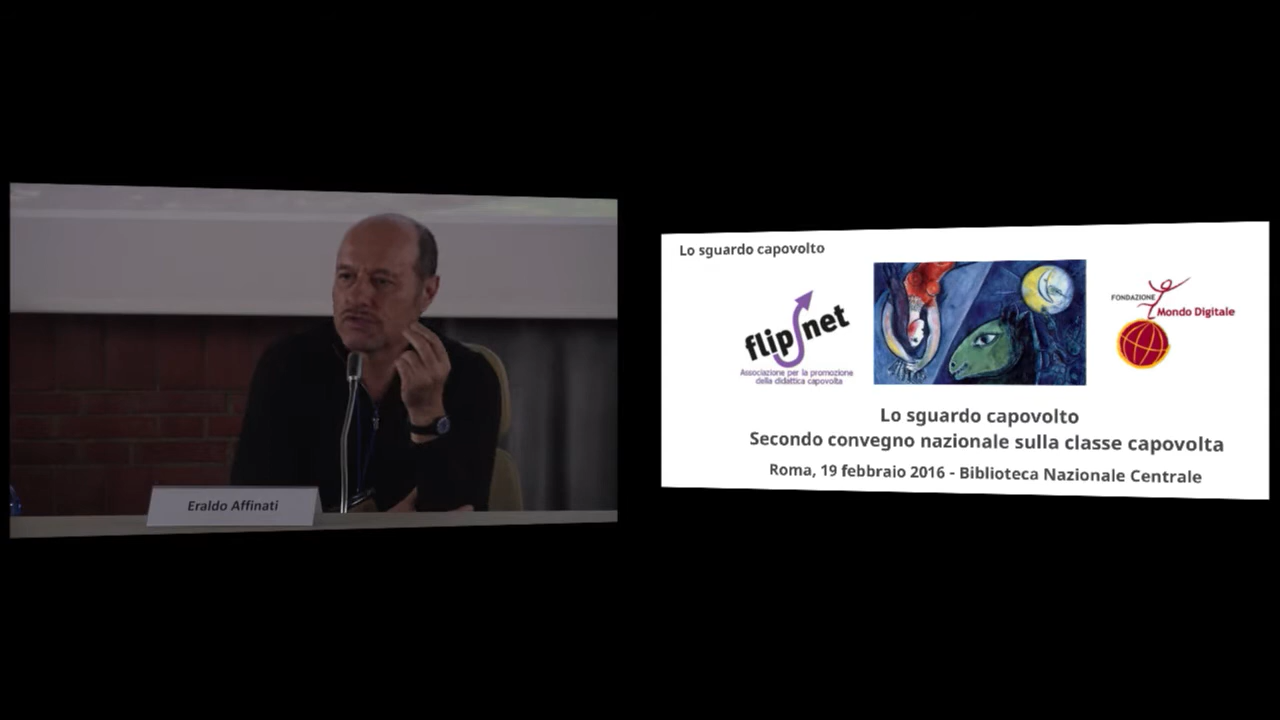 Eraldo Affinati
Lo sguardo capovolto
flipnet
Associazione per la promozione
della didattica capovolta
FONDAZIONE
Mondo Digitale
Lo sguardo capovolto
Secondo convegno nazionale sulla classe capovolta
Roma, 19 febbraio 2016 - Biblioteca Nazionale Centrale